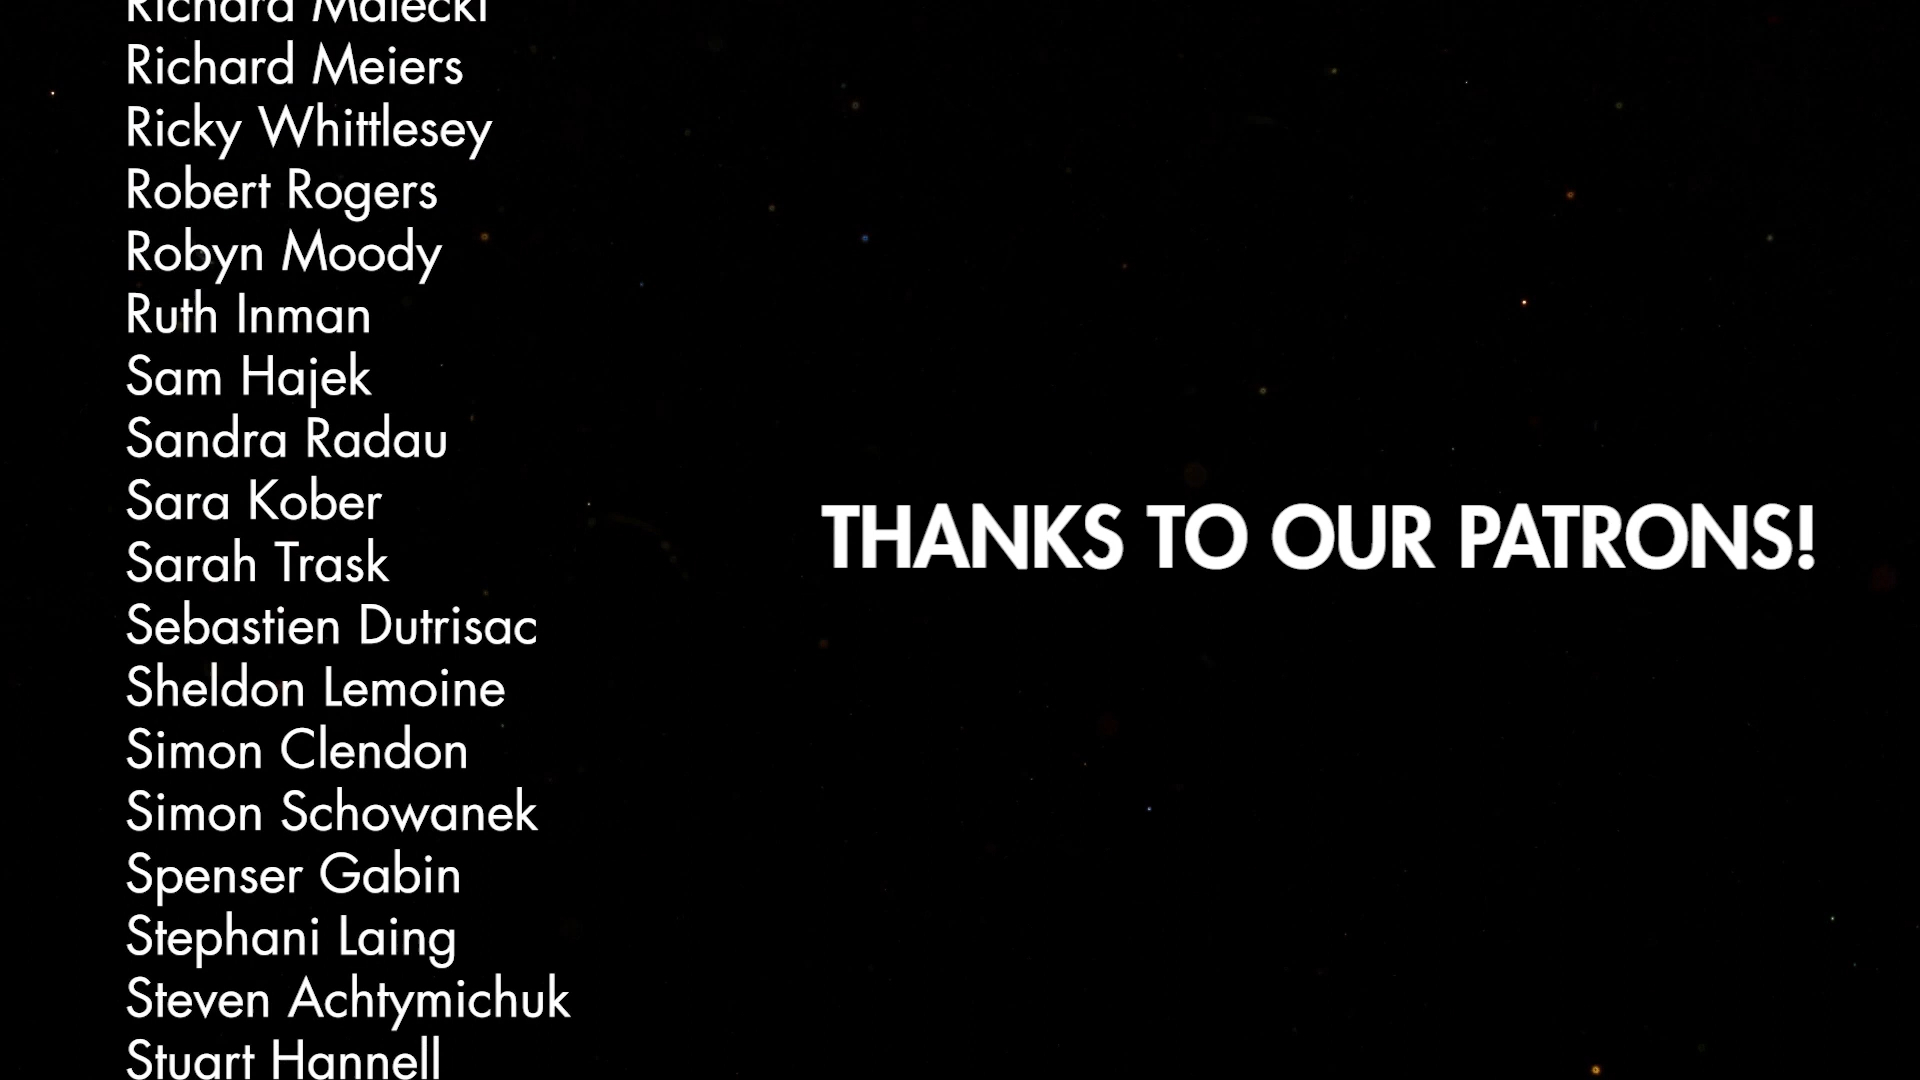 Richard Malecki
Richard Meiers
Ricky Whittlesey
Robert Rogers
Robyn Moody
Ruth Inman
Sam Hajek
Sandra Radau
Sara Kober
Sarah Trask
Sebastien Dutrisac
Sheldon Lemoine
Simon Clendon
Simon Schowanek
Spenser Gabin
Stephani Laing
Steven Achtymichuk
Stuart Hannell
THANKS TO OUR PATRONS!